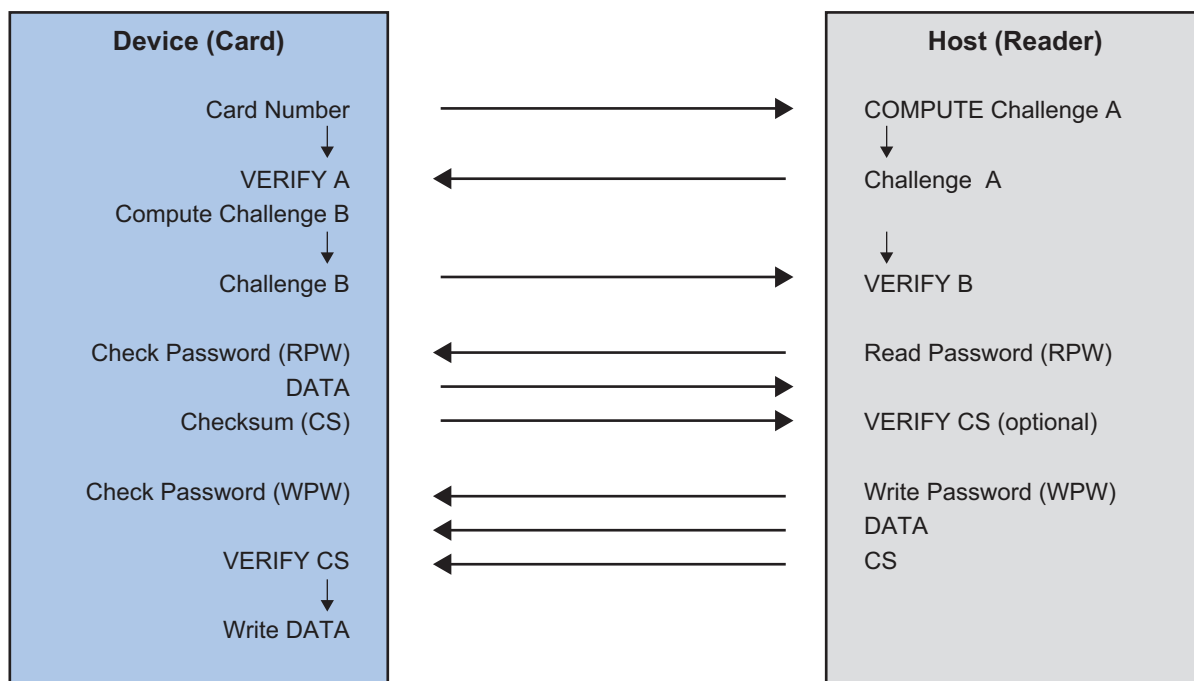 Device (Card)
Host (Reader)
Card Number
COMPUTE Challenge A
VERIFY A
Challenge A
Compute Challenge B
Challenge B
VERIFY B
Check Password (RPW)
Read Password (RPW)
DATA
Checksum (CS)
VERIFY CS (optional)
Check Password (WPW)
Write Password (WPW)
DATA
VERIFY CS
CS
Write DATA